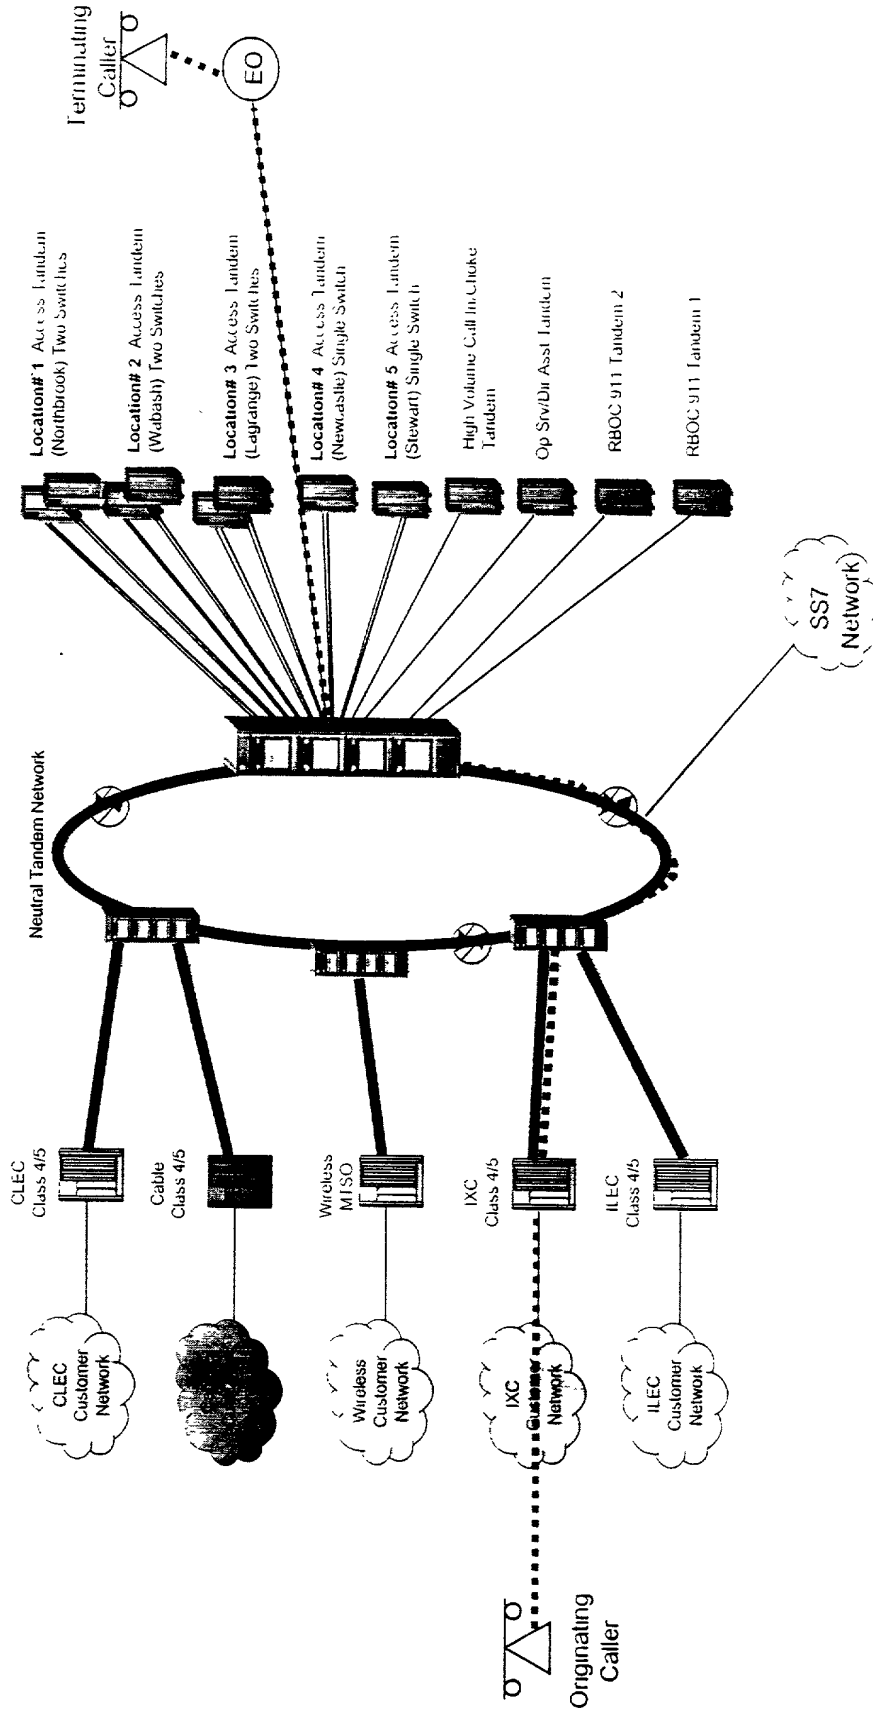 Terminating
Caller
EO
Location# 1 Access Tandem
(Northbrook) Two Switches
Location# 2 Access Tandem
(Wabash) Two Switches
Location# 3 Access Tandem
(Lagrange) Two Switches
Location# 4 Access Tandem
(Newcastle) Single Switch
Location# 5 Access Tandem
(Stewart) Single Switch
High Volume Call In/Choke
Tandem
Op Srv/Dir Asst Tandem
RBOC 911 Tandem 2
RBOC 911 Tandem 1
SS7
Network
Neutral Tandem Network
CLEC
Class 4/5
Cable
Class 4/5
Wireless
MTSO
IXC
Class 4/5
ILEC
Class 4/5
CLEC
Customer
Network
Wireless
Customer
Network
IXC
Customer
Network
ILEC
Customer
Network
Originating
Caller